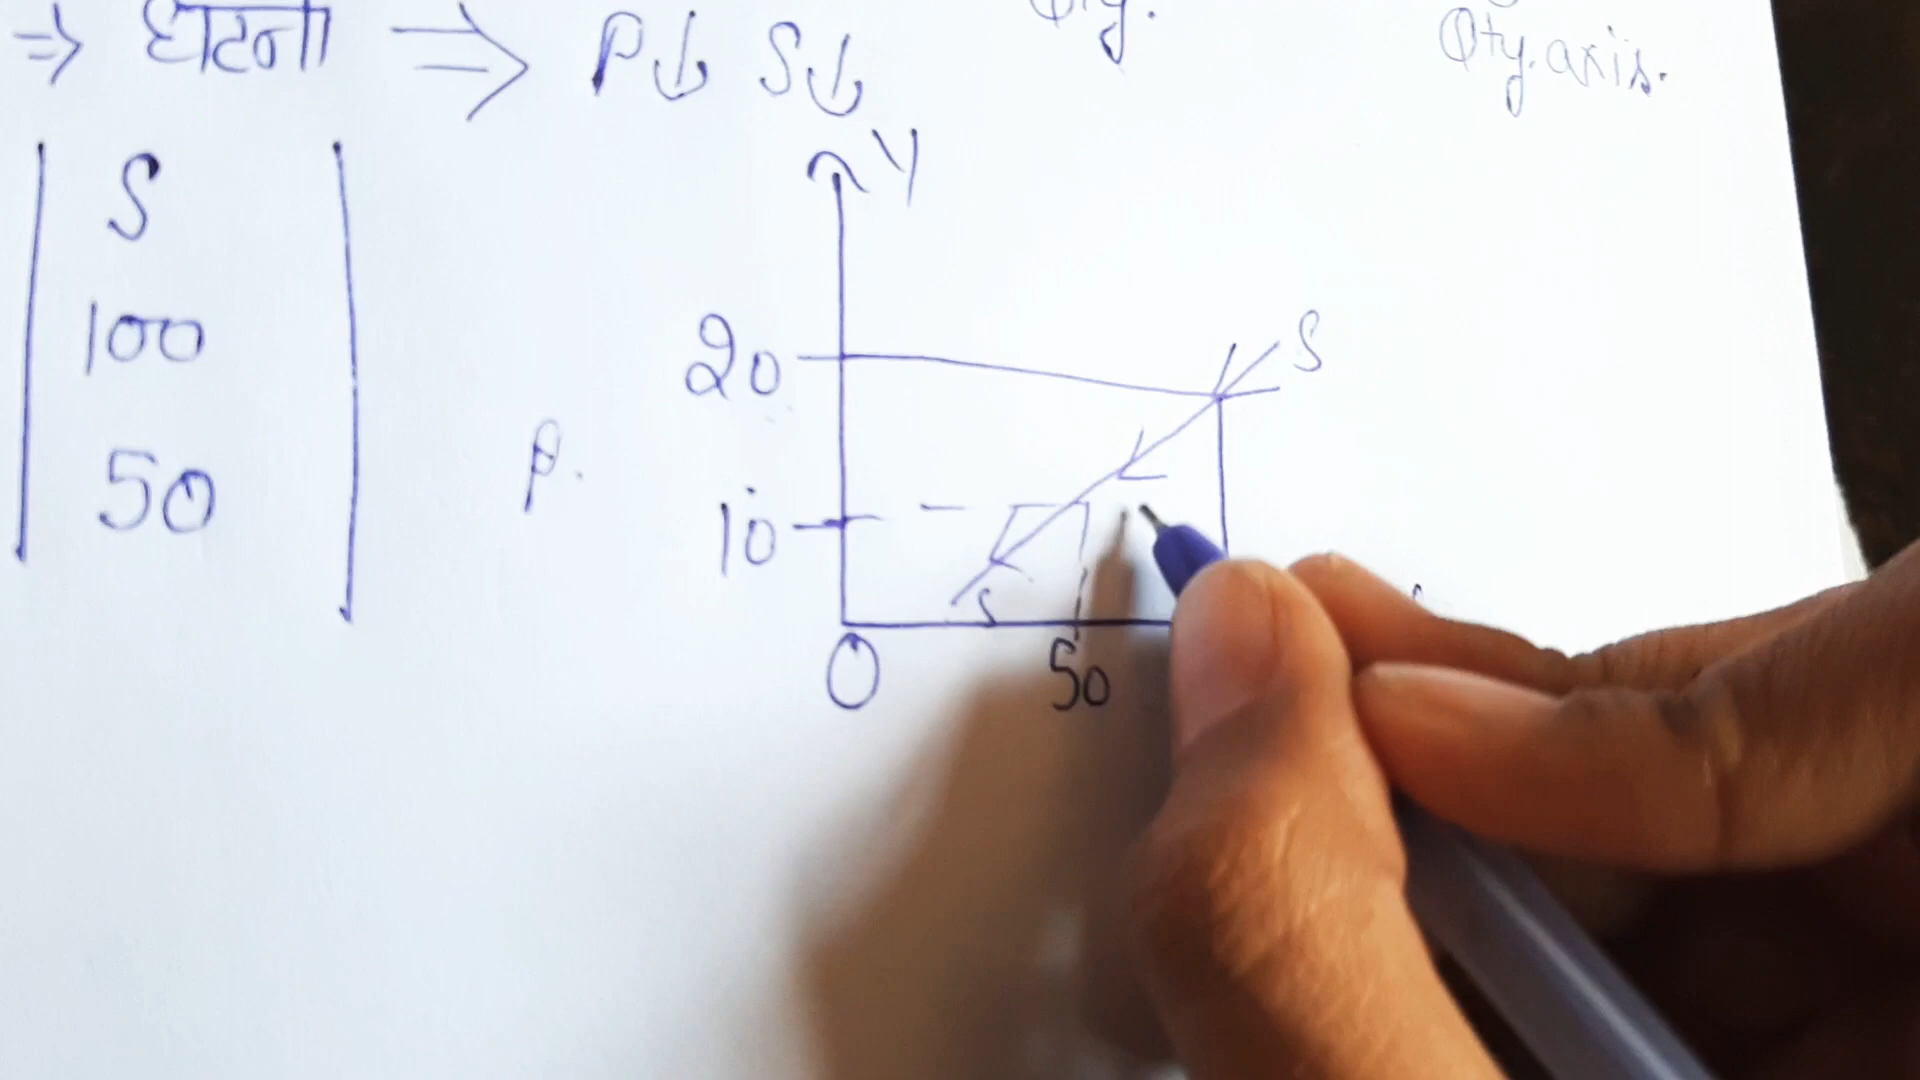 ⇒ घटना ⇒ P↓ S↓
Qty.
Qty. axis.
S
100
50
Y
20
S
P.
10
S
0
50